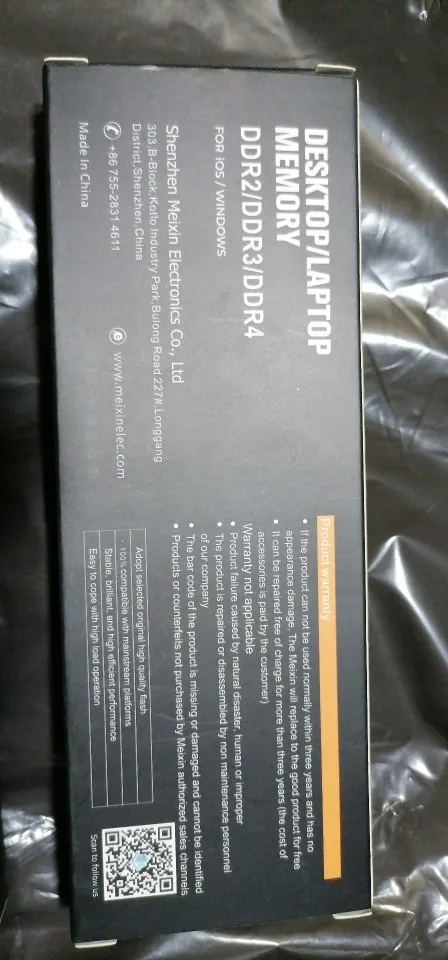 DESKTOP/LAPTOP
MEMORY
DDR2/DDR3/DDR4
FOR iOS / WINDOWS
Shenzhen Meixin Electronics Co., Ltd
303,B-Block,Kotlo Industry Park,Bulong Road 227#,Longgang
District,Shenzhen,China
+86 755-2831 4611
www.meixinelec.com
Made In China
Product warranty
• If the product can not be used normally within three years and has no
appearance damage, The Meixin will replace to the good product for free
• It can be repaired free of charge for more than three years (the cost of
accessories is paid by the customer)
Warranty not applicable
• Product failure caused by natural disaster, human or improper
• The product is repaired or disassembled by non maintenance personnel
of our company
• The bar code of the product is missing or damaged and cannot be identified
• Products or counterfeits not purchased by Meixin authorized sales channels
Adopt selected original high quality flash
100% compatible with mainstream platforms
Stable, brilliant, and high efficient performance
Easy to cope with high load operation
Scan to follow us